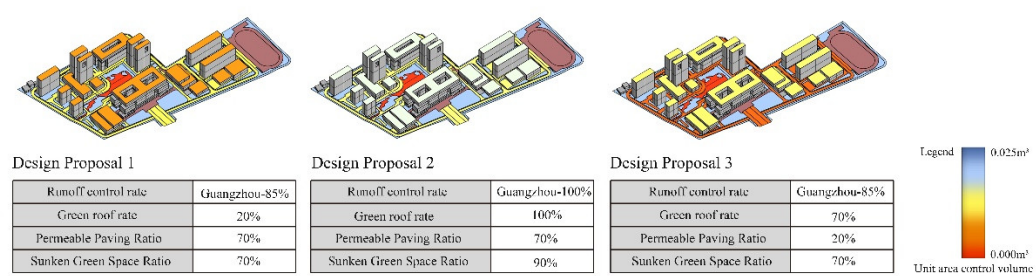 Design Proposal 1
Runoff control rate Guangzhou-85%
Green roof rate 20%
Permeable Paving Ratio 70%
Sunken Green Space Ratio 70%
Design Proposal 2
Runoff control rate Guangzhou-100%
Green roof rate 100%
Permeable Paving Ratio 70%
Sunken Green Space Ratio 90%
Design Proposal 3
Runoff control rate Guangzhou-85%
Green roof rate 70%
Permeable Paving Ratio 20%
Sunken Green Space Ratio 70%
Legend 0.025m³
0.000m³
Unit area control volume